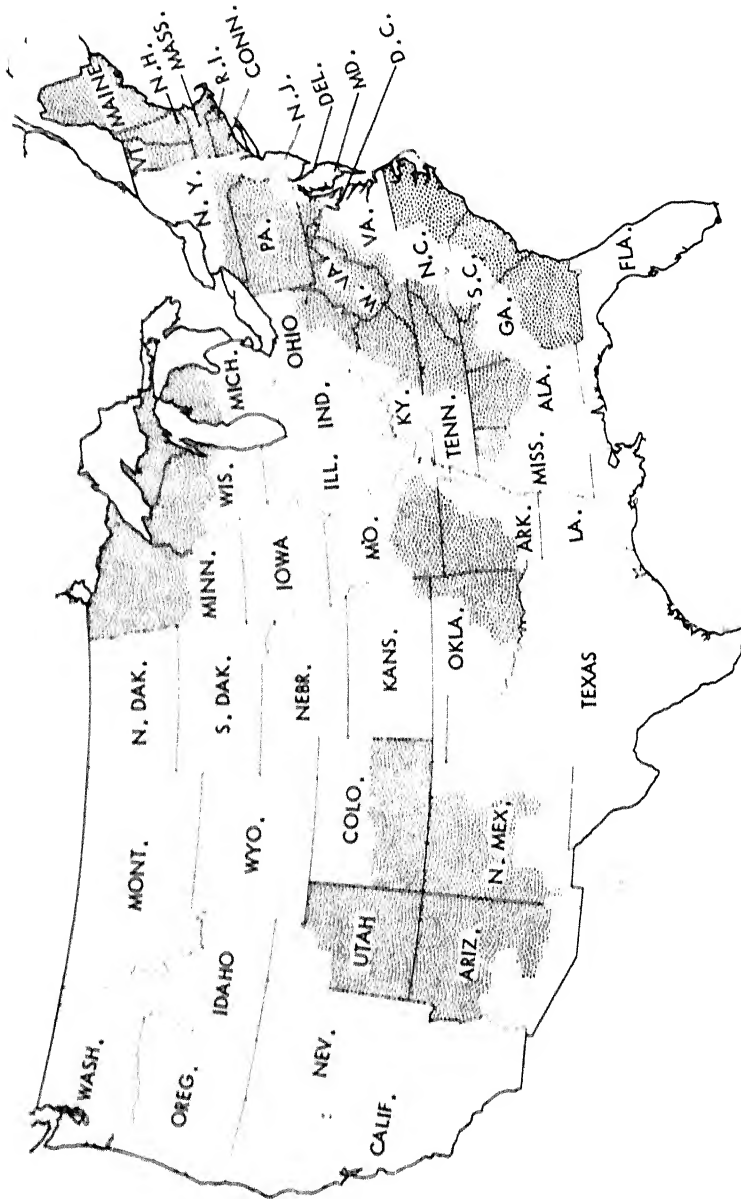 WASH.
OREG.
CALIF.
NEV.
IDAHO
MONT.
WYO.
UTAH
ARIZ.
COLO.
N. MEX.
N. DAK.
S. DAK.
NEBR.
KANS.
OKLA.
TEXAS
MINN.
IOWA
MO.
ARK.
LA.
WIS.
ILL.
MICH.
IND.
OHIO
KY.
TENN.
MISS.
ALA.
GA.
FLA.
S.C.
N.C.
VA.
W. VA.
PA.
N. Y.
VT.
MAINE
N.H.
MASS.
R.I.
CONN.
N.J.
DEL.
MD.
D.C.